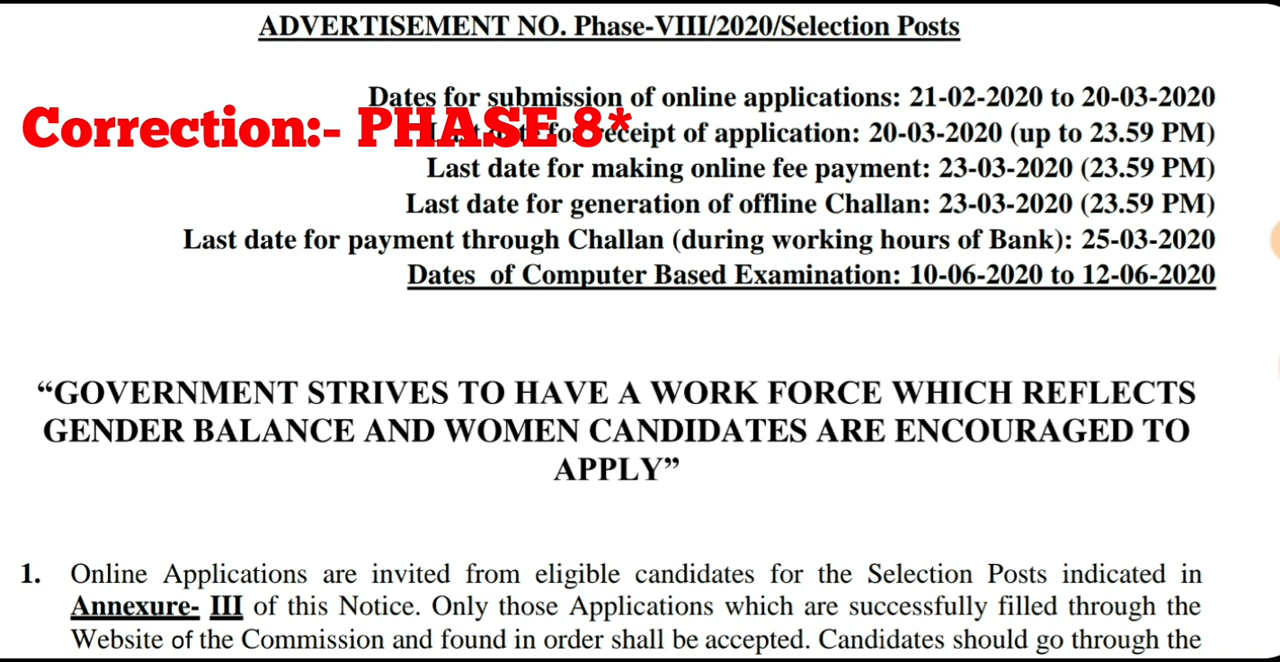 ADVERTISEMENT NO. Phase-VIII/2020/Selection Posts
Dates for submission of online applications: 21-02-2020 to 20-03-2020
Correction:- PHASE 8*
for receipt of application: 20-03-2020 (up to 23.59 PM)
Last date for making online fee payment: 23-03-2020 (23.59 PM)
Last date for generation of offline Challan: 23-03-2020 (23.59 PM)
Last date for payment through Challan (during working hours of Bank): 25-03-2020
Dates of Computer Based Examination: 10-06-2020 to 12-06-2020
“GOVERNMENT STRIVES TO HAVE A WORK FORCE WHICH REFLECTS
GENDER BALANCE AND WOMEN CANDIDATES ARE ENCOURAGED TO
APPLY”
1. Online Applications are invited from eligible candidates for the Selection Posts indicated in
Annexure- III of this Notice. Only those Applications which are successfully filled through the
Website of the Commission and found in order shall be accepted. Candidates should go through the